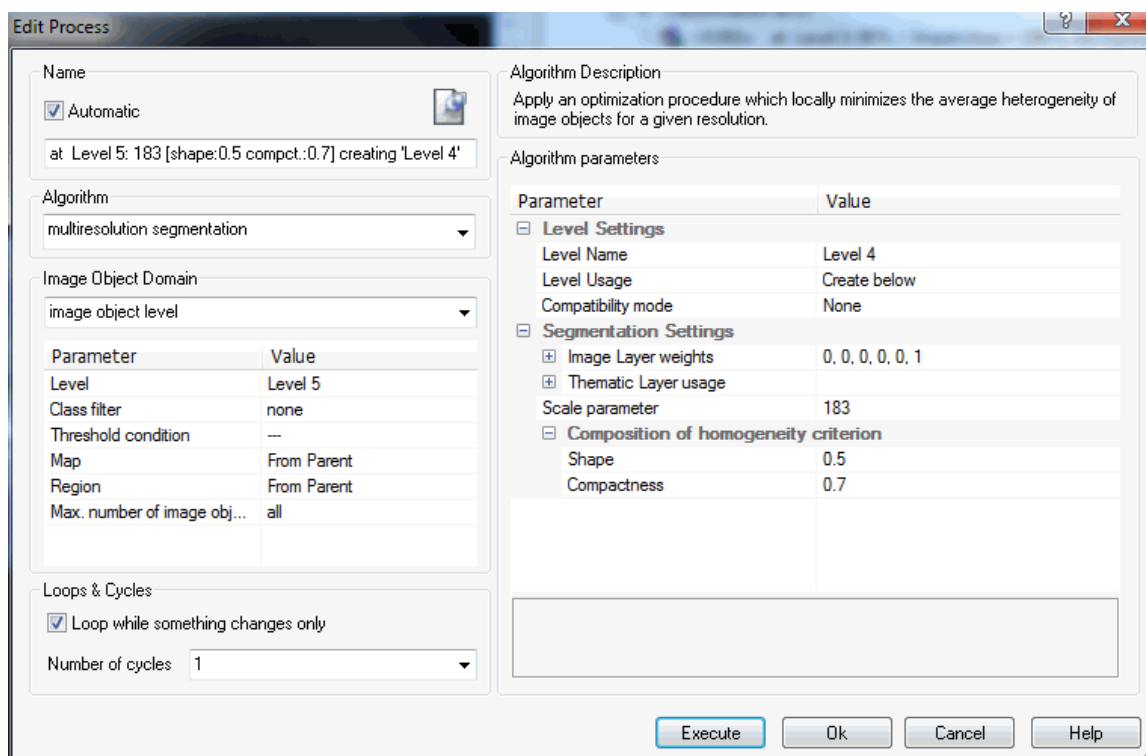 Edit Process
?
X
Name
Automatic
at  Level 5: 183 [shape:0.5 compct.:0.7] creating 'Level 4'
Algorithm
multiresolution segmentation
Image Object Domain
image object level
Parameter Value
Level Level 5
Class filter none
Threshold condition ---
Map From Parent
Region From Parent
Max. number of image obj... all
Loops & Cycles
Loop while something changes only
Number of cycles 1
Algorithm Description
Apply an optimization procedure which locally minimizes the average heterogeneity of
image objects for a given resolution.
Algorithm parameters
Parameter Value
Level Settings
Level Name Level 4
Level Usage Create below
Compatibility mode None
Segmentation Settings
Image Layer weights 0, 0, 0, 0, 0, 1
Thematic Layer usage
Scale parameter 183
Composition of homogeneity criterion
Shape 0.5
Compactness 0.7
Execute Ok Cancel Help